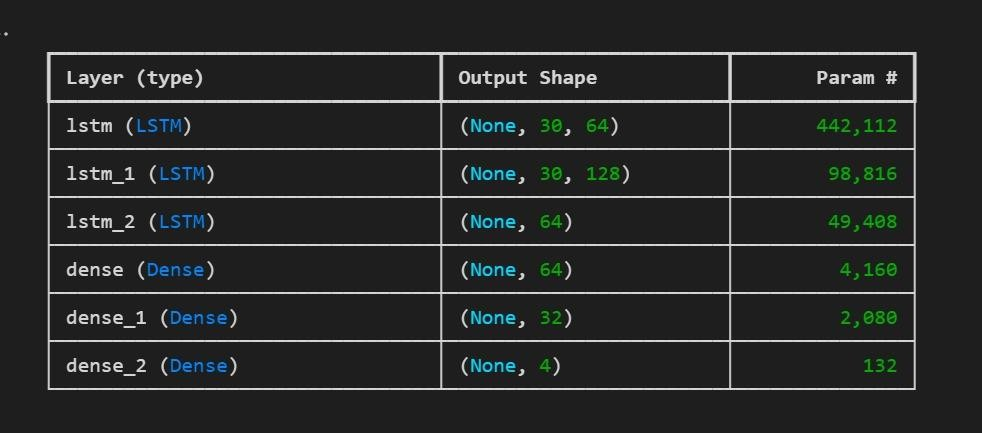 Layer (type) Output Shape Param #
lstm (LSTM) (None, 30, 64) 442,112
lstm_1 (LSTM) (None, 30, 128) 98,816
lstm_2 (LSTM) (None, 64) 49,408
dense (Dense) (None, 64) 4,160
dense_1 (Dense) (None, 32) 2,080
dense_2 (Dense) (None, 4) 132